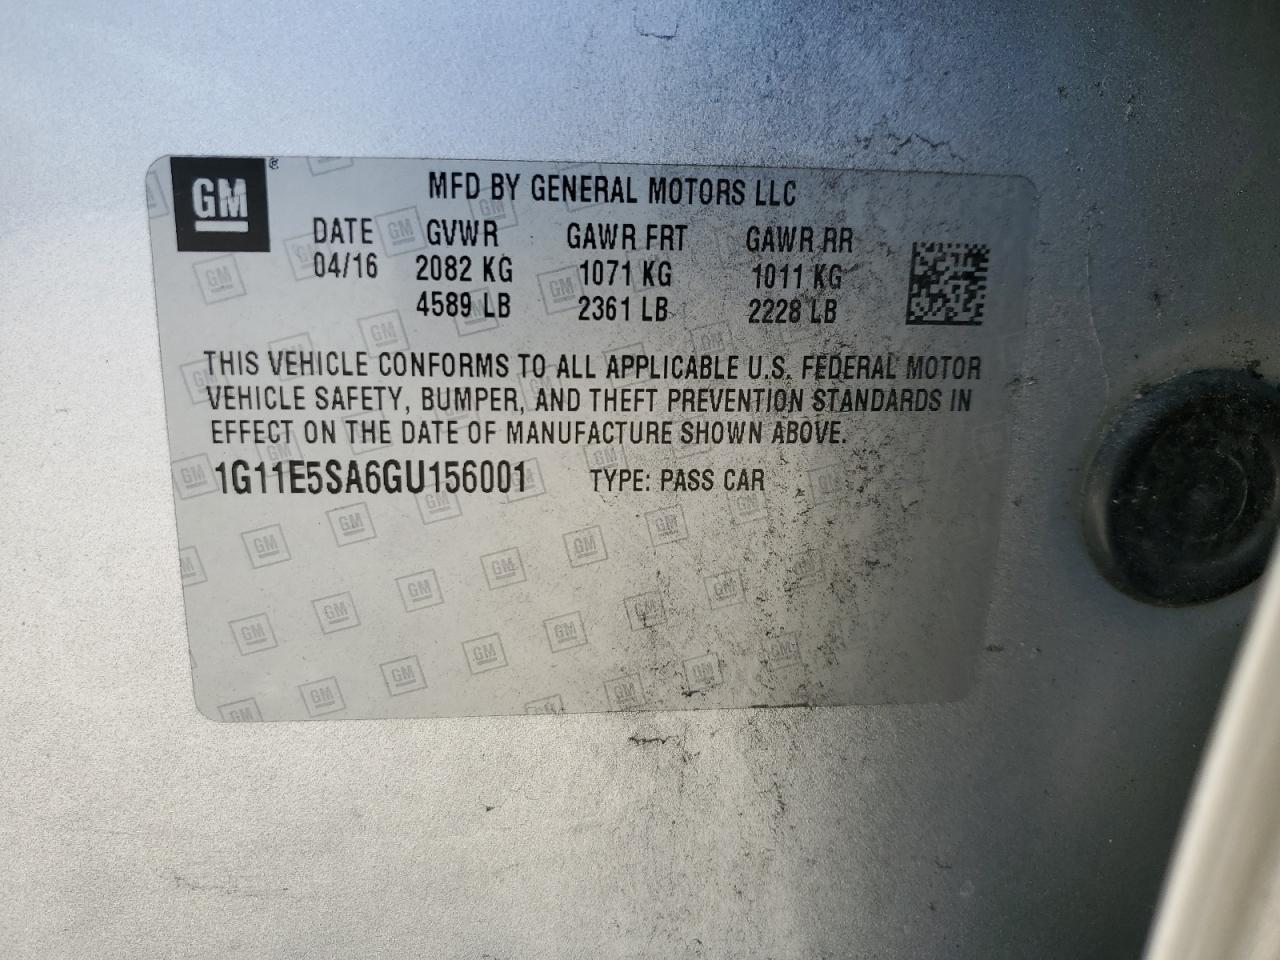 GM®
MFD BY GENERAL MOTORS LLC
DATE GVWR GAWR FRT GAWR RR
04/16 2082 KG 1071 KG 1011 KG
4589 LB 2361 LB 2228 LB
THIS VEHICLE CONFORMS TO ALL APPLICABLE U.S. FEDERAL MOTOR
VEHICLE SAFETY, BUMPER, AND THEFT PREVENTION STANDARDS IN
EFFECT ON THE DATE OF MANUFACTURE SHOWN ABOVE.
1G11E5SA6GU156001 TYPE: PASS CAR